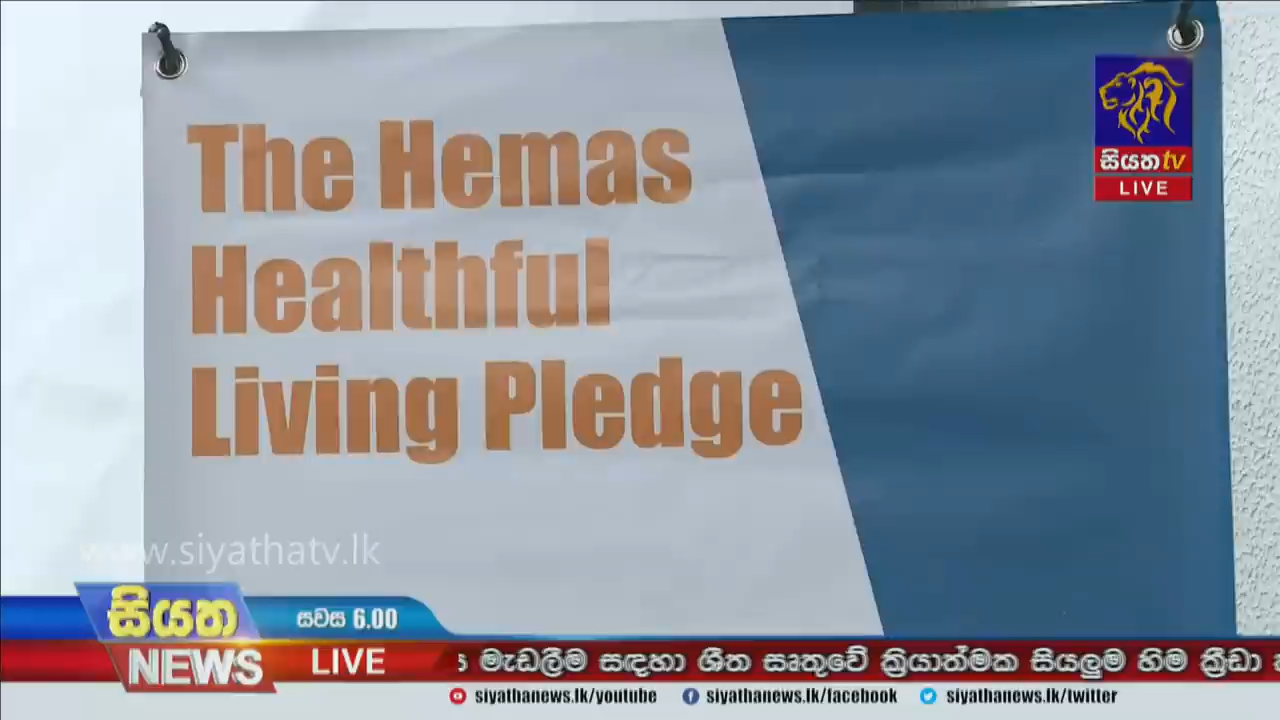 The Hemas
Healthful
Living Pledge
සියත tv
LIVE
www.siyathatv.lk
සියත
NEWS
සවස 6.00
LIVE
මැඩලීම සඳහා ශීත සෘතුවේ ක්‍රියාත්මක සියලුම හිම ක්‍රීඩා
siyathanews.lk/youtube
siyathanews.lk/facebook
siyathanews.lk/twitter